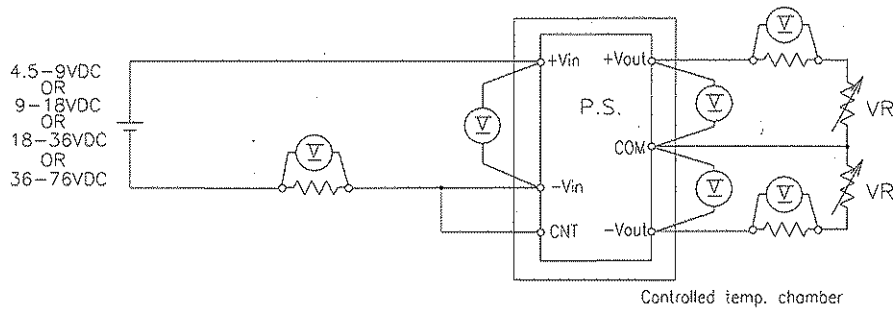 4.5-9VDC
OR
9-18VDC
OR
18-36VDC
OR
36-76VDC
V
V
+Vin
-Vin
CNT
P.S.
+Vout
COM
-Vout
V
V
V
V
VR
VR
Controlled temp. chamber